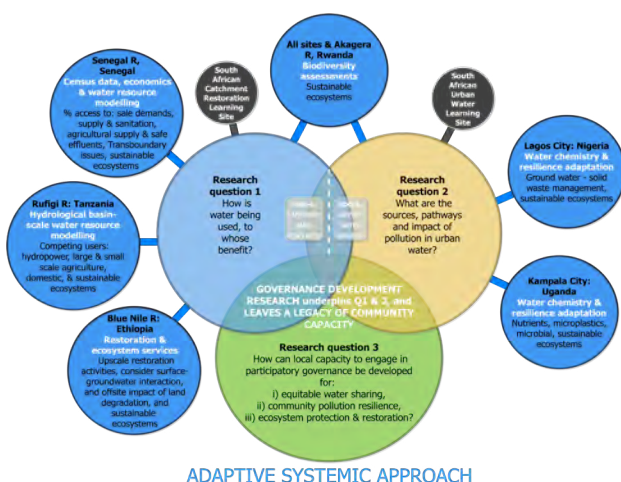 Senegal R,
Senegal
Census data, economics
& water resource
modelling
% access to: sale demands,
supply & sanitation,
agricultural supply & safe
effluents, Transboundary
issues, sustainable
ecosystems
South
African
Catchment
Restoration
Learning
Site
All sites & Akagera
R, Rwanda
Biodiversity
assessments
Sustainable
ecosystems
South
African
Urban
Water
Learning
Site
Lagos City: Nigeria
Water chemistry &
resilience adaptation
Ground water - solid
waste management,
sustainable ecosystems
Research
question 1
How is
water being
used, to
whose
benefit?
Research
question 2
What are the
sources, pathways
and impact of
pollution in urban
water?
Rufigi R: Tanzania
Hydrological basin-
scale water resource
modelling
Competing users:
hydropower, large & small
scale agriculture,
domestic, & sustainable
ecosystems
Kampala City:
Uganda
Water chemistry &
resilience adaptation
Nutrients, microplastics,
microbial, sustainable
ecosystems
GOVERNANCE DEVELOPMENT
RESEARCH underpins Q1 & 2, and
LEAVES A LEGACY OF COMMUNITY
CAPACITY
Blue Nile R:
Ethiopia
Restoration &
ecosystem services
Upscale restoration
activities, consider surface-
groundwater interaction,
and offsite impact of land
degradation, and
sustainable
ecosystems
Research question 3
How can local capacity to engage in
participatory governance be developed
for:
i) equitable water sharing,
ii) community pollution resilience,
iii) ecosystem protection & restoration?
ADAPTIVE SYSTEMIC APPROACH